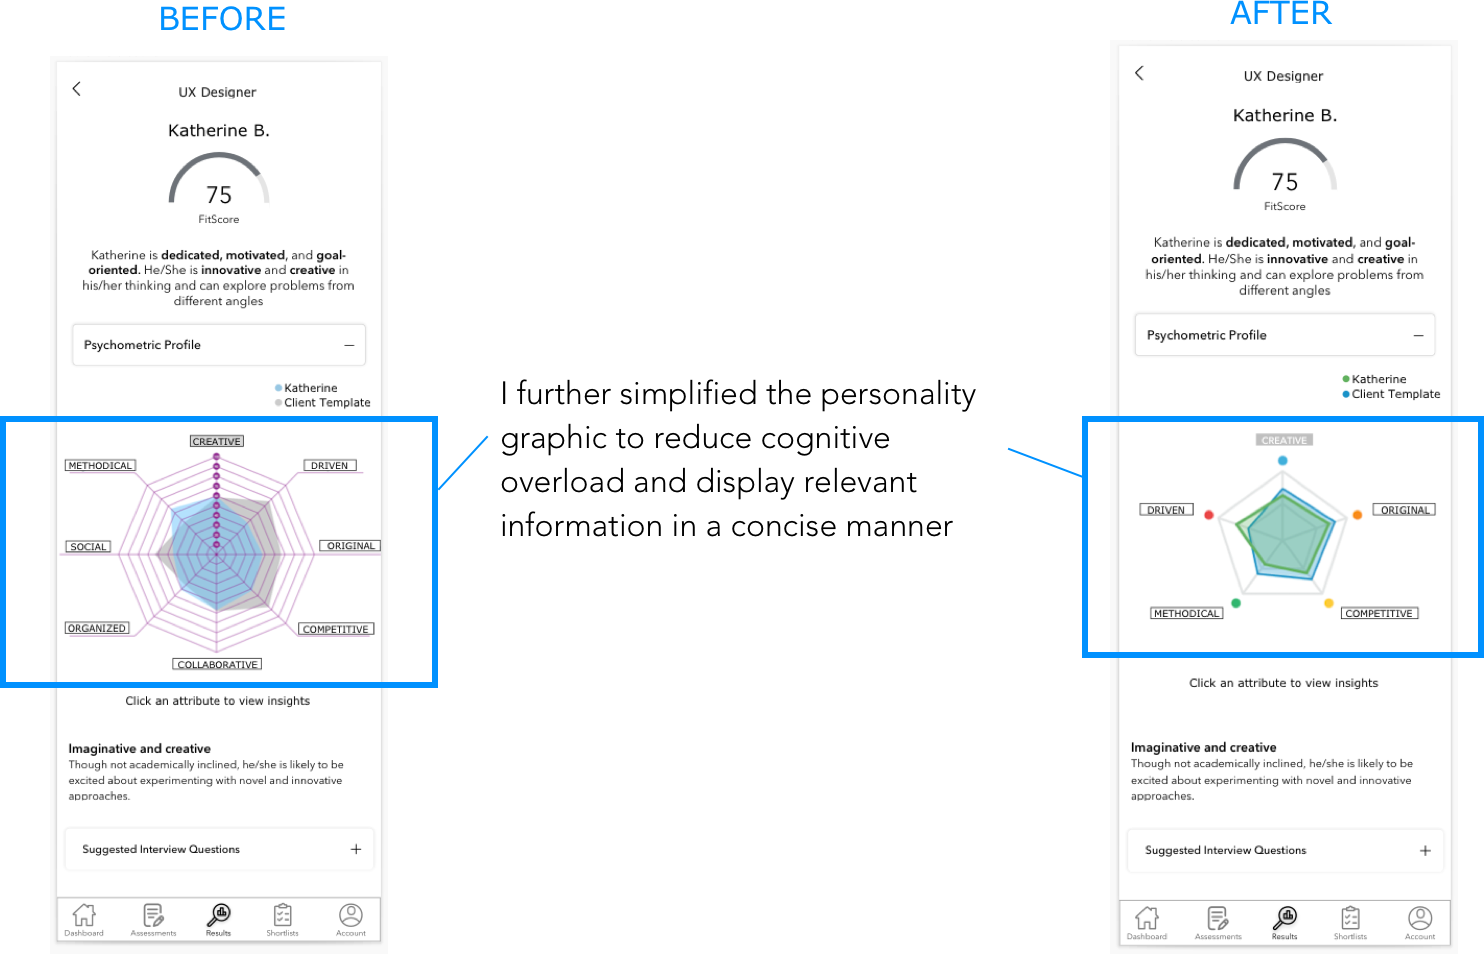 BEFORE
UX Designer
Katherine B.
75
FitScore
Katherine is dedicated, motivated, and goal-
oriented. He/She is innovative and creative in
his/her thinking and can explore problems from
different angles
Psychometric Profile
Katherine
Client Template
CREATIVE
METHODICAL
DRIVEN
SOCIAL
ORIGINAL
ORGANIZED
COMPETITIVE
COLLABORATIVE
Click an attribute to view insights
Imaginative and creative
Though not academically inclined, he/she is likely to be
excited about experimenting with novel and innovative
approaches.
Suggested Interview Questions
Dashboard
Assessments
Results
Shortlists
Account
I further simplified the personality
graphic to reduce cognitive
overload and display relevant
information in a concise manner
AFTER
UX Designer
Katherine B.
75
FitScore
Katherine is dedicated, motivated, and goal-
oriented. He/She is innovative and creative in
his/her thinking and can explore problems from
different angles
Psychometric Profile
Katherine
Client Template
CREATIVE
DRIVEN
ORIGINAL
METHODICAL
COMPETITIVE
Click an attribute to view insights
Imaginative and creative
Though not academically inclined, he/she is likely to be
excited about experimenting with novel and innovative
approaches.
Suggested Interview Questions
Dashboard
Assessments
Results
Shortlists
Account